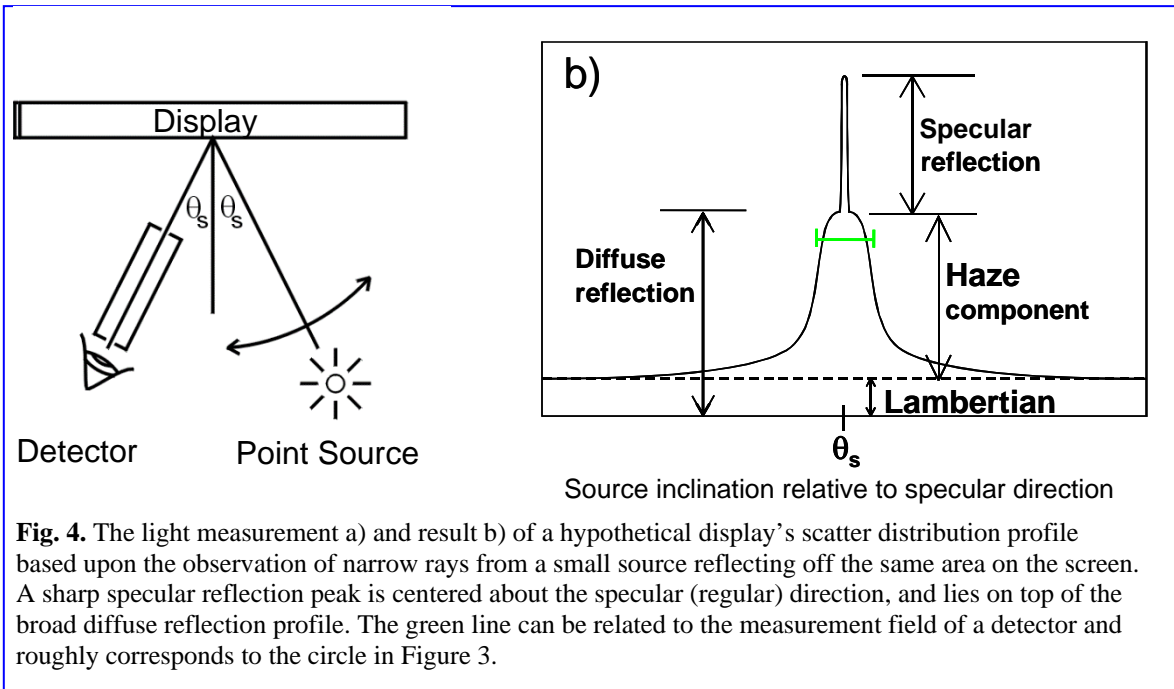 Display
θs θs
Detector
Point Source
b)
Specular
reflection
Diffuse
reflection
Haze
component
Lambertian
θs
Source inclination relative to specular direction
Fig. 4. The light measurement a) and result b) of a hypothetical display’s scatter distribution profile
based upon the observation of narrow rays from a small source reflecting off the same area on the screen.
A sharp specular reflection peak is centered about the specular (regular) direction, and lies on top of the
broad diffuse reflection profile. The green line can be related to the measurement field of a detector and
roughly corresponds to the circle in Figure 3.